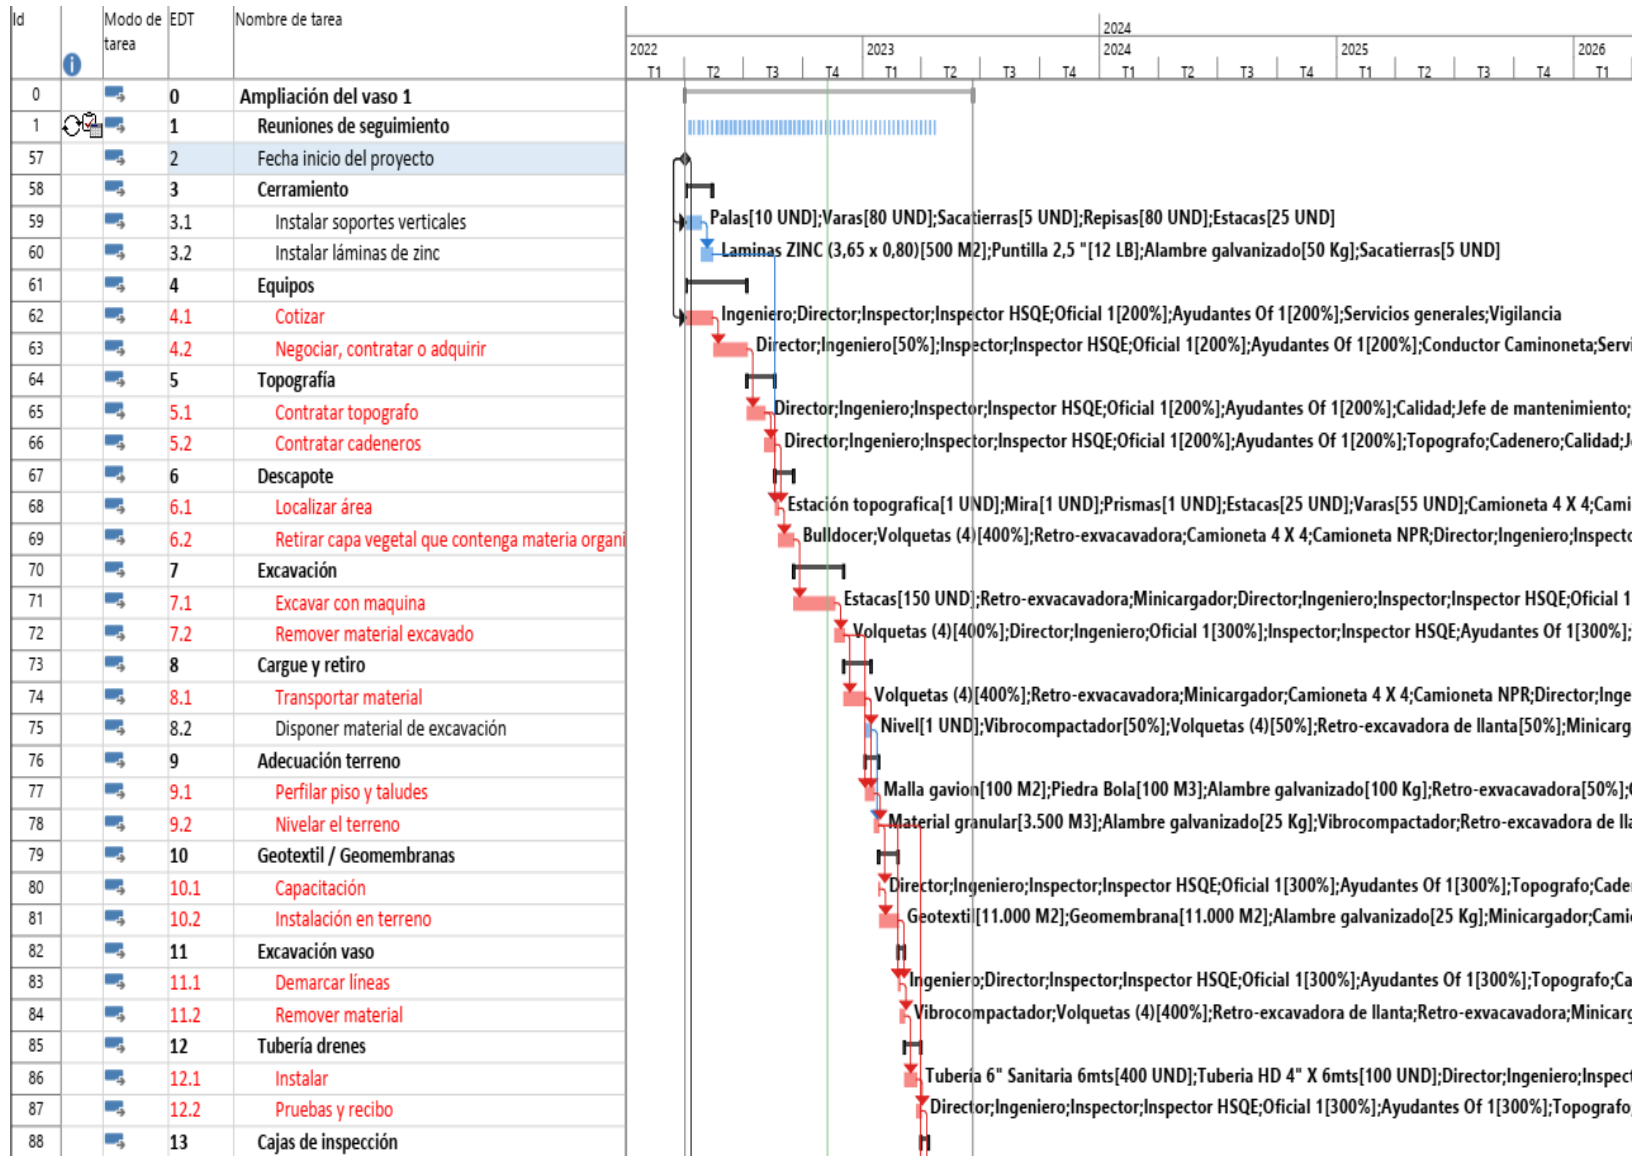 Id Modo de tarea EDT Nombre de tarea
2024
2022 2023 2024 2025 2026
T1 T2 T3 T4 T1 T2 T3 T4 T1 T2 T3 T4 T1 T2 T3 T4 T1
0 0 Ampliación del vaso 1
1 1 Reuniones de seguimiento
57 2 Fecha inicio del proyecto
58 3 Cerramiento
59 3.1 Instalar soportes verticales Palas[10 UND];Varas[80 UND];Sacatierras[5 UND];Repisas[80 UND];Estacas[25 UND]
60 3.2 Instalar láminas de zinc Laminas ZINC (3,65 x 0,80)[500 M2];Puntilla 2,5 "[12 LB];Alambre galvanizado[50 Kg];Sacatierras[5 UND]
61 4 Equipos
62 4.1 Cotizar Ingeniero;Director;Inspector;Inspector HSQE;Oficial 1[200%];Ayudantes Of 1[200%];Servicios generales;Vigilancia
63 4.2 Negociar, contratar o adquirir Director;Ingeniero[50%];Inspector;Inspector HSQE;Oficial 1[200%];Ayudantes Of 1[200%];Conductor Caminoneta;Servi
64 5 Topografía
65 5.1 Contratar topografo Director;Ingeniero;Inspector;Inspector HSQE;Oficial 1[200%];Ayudantes Of 1[200%];Calidad;Jefe de mantenimiento;
66 5.2 Contratar cadeneros Director;Ingeniero;Inspector;Inspector HSQE;Oficial 1[200%];Ayudantes Of 1[200%];Topografo;Cadenero;Calidad;J
67 6 Descapote
68 6.1 Localizar área Estación topografica[1 UND];Mira[1 UND];Prismas[1 UND];Estacas[25 UND];Varas[55 UND];Camioneta 4 X 4;Cami
69 6.2 Retirar capa vegetal que contenga materia organi Bulldocer;Volquetas (4)[400%];Retro-exvacavadora;Camioneta 4 X 4;Camioneta NPR;Director;Ingeniero;Inspecto
70 7 Excavación
71 7.1 Excavar con maquina Estacas[150 UND];Retro-exvacavadora;Minicargador;Director;Ingeniero;Inspector;Inspector HSQE;Oficial 1
72 7.2 Remover material excavado Volquetas (4)[400%];Director;Ingeniero;Oficial 1[300%];Inspector;Inspector HSQE;Ayudantes Of 1[300%];
73 8 Cargue y retiro
74 8.1 Transportar material Volquetas (4)[400%];Retro-exvacavadora;Minicargador;Camioneta 4 X 4;Camioneta NPR;Director;Inge
75 8.2 Disponer material de excavación Nivel[1 UND];Vibrocompactador[50%];Volquetas (4)[50%];Retro-excavadora de llanta[50%];Minicarg
76 9 Adecuación terreno
77 9.1 Perfilar piso y taludes Malla gavion[100 M2];Piedra Bola[100 M3];Alambre galvanizado[100 Kg];Retro-exvacavadora[50%];
78 9.2 Nivelar el terreno Material granular[3.500 M3];Alambre galvanizado[25 Kg];Vibrocompactador;Retro-excavadora de lla
79 10 Geotextil / Geomembranas
80 10.1 Capacitación Director;Ingeniero;Inspector;Inspector HSQE;Oficial 1[300%];Ayudantes Of 1[300%];Topografo;Cade
81 10.2 Instalación en terreno Geotextil[11.000 M2];Geomembrana[11.000 M2];Alambre galvanizado[25 Kg];Minicargador;Cami
82 11 Excavación vaso
83 11.1 Demarcar líneas Ingeniero;Director;Inspector;Inspector HSQE;Oficial 1[300%];Ayudantes Of 1[300%];Topografo;Ca
84 11.2 Remover material Vibrocompactador;Volquetas (4)[400%];Retro-excavadora de llanta;Retro-exvacavadora;Minicarg
85 12 Tubería drenes
86 12.1 Instalar Tubería 6" Sanitaria 6mts[400 UND];Tuberia HD 4" X 6mts[100 UND];Director;Ingeniero;Inspect
87 12.2 Pruebas y recibo Director;Ingeniero;Inspector;Inspector HSQE;Oficial 1[300%];Ayudantes Of 1[300%];Topografo;
88 13 Cajas de inspección